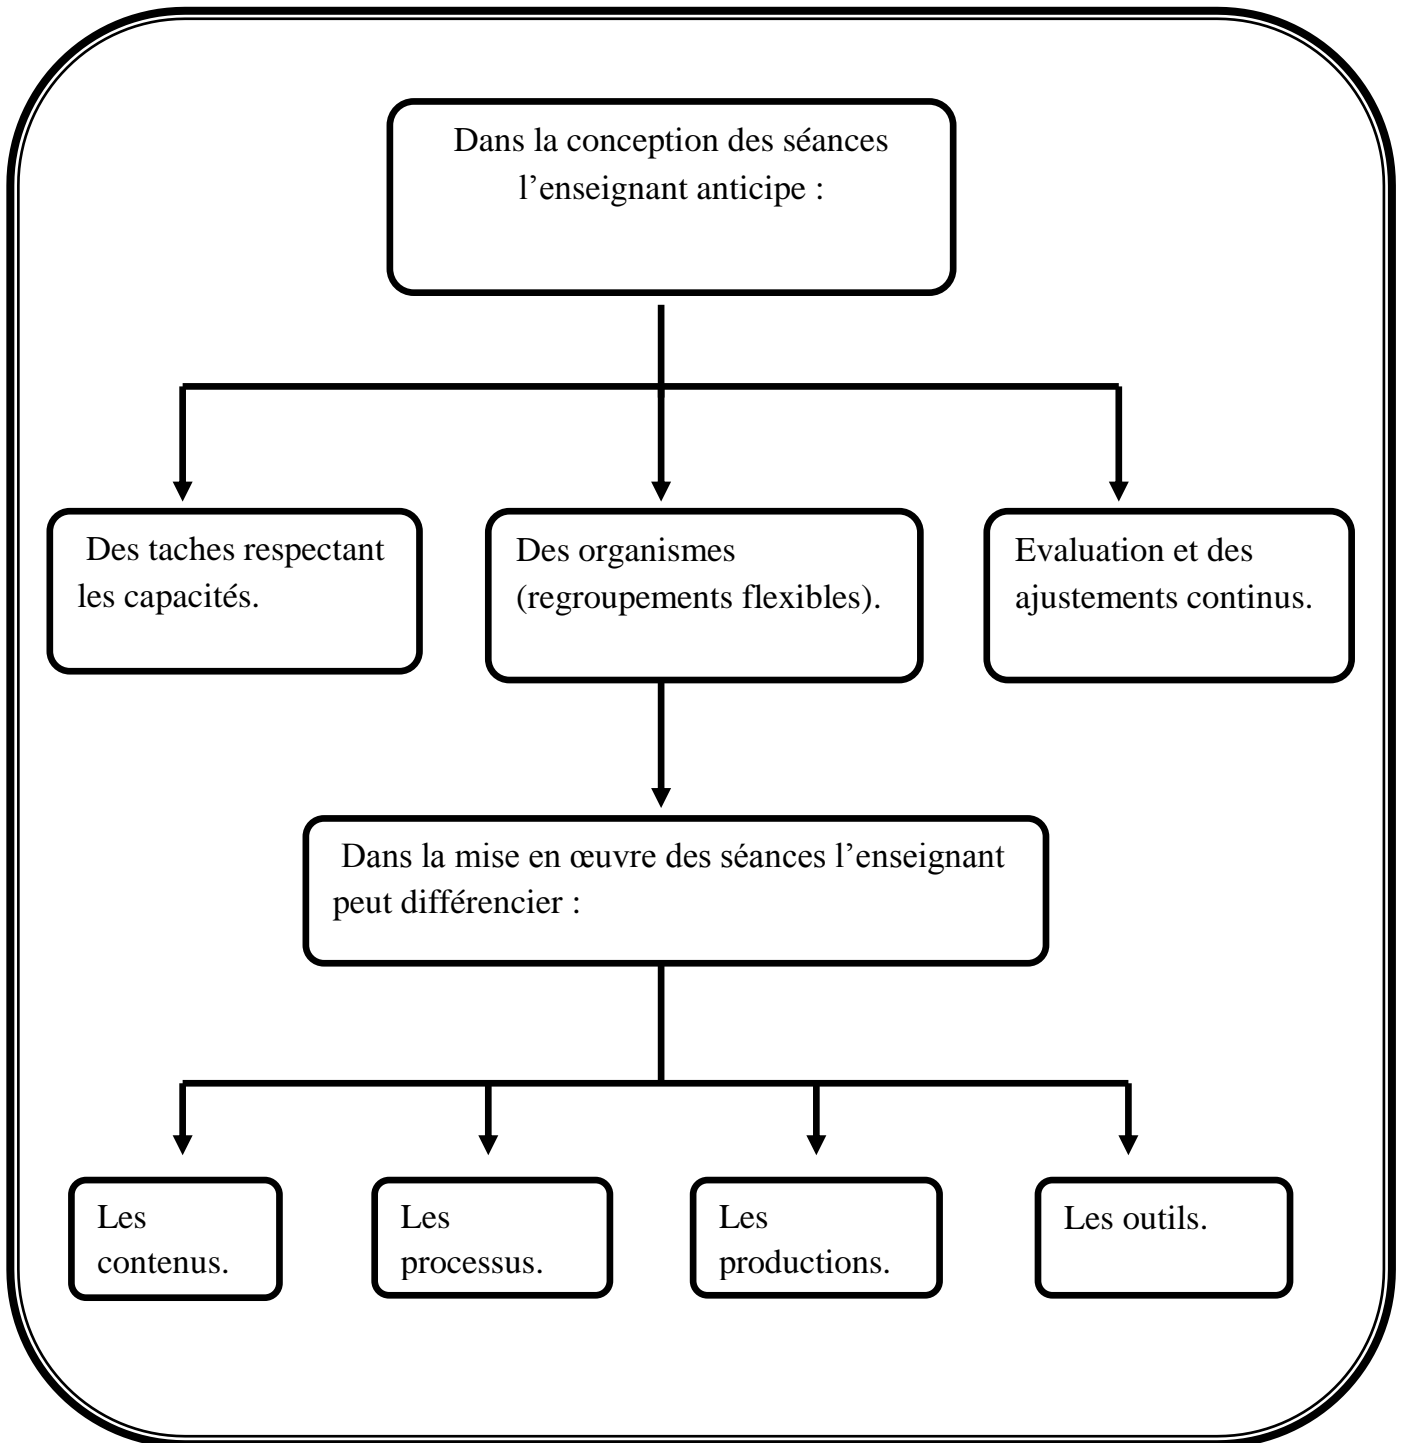 Dans la conception des séances
l’enseignant anticipe :
Des taches respectant
les capacités.
Des organismes
(regroupements flexibles).
Evaluation et des
ajustements continus.
Dans la mise en œuvre des séances l’enseignant
peut différencier :
Les
contenus.
Les
processus.
Les
productions.
Les outils.